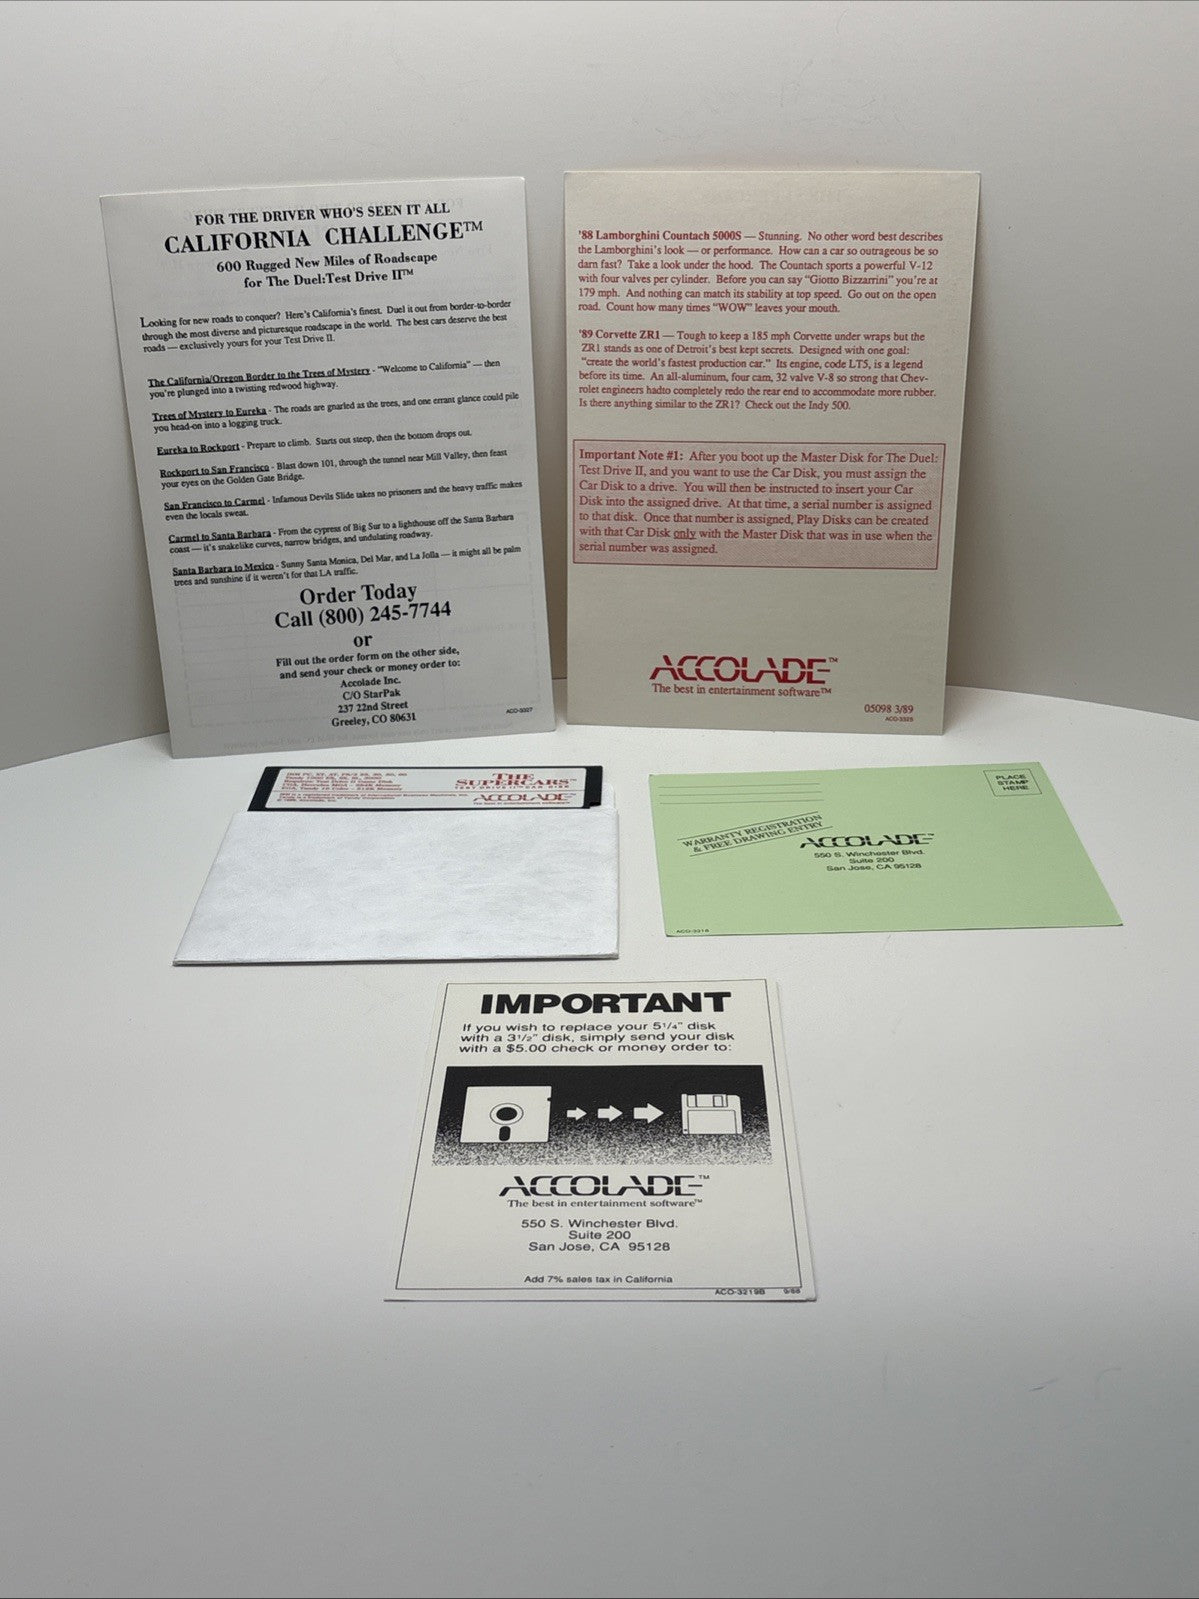 FOR THE DRIVER WHO'S SEEN IT ALL
CALIFORNIA CHALLENGE™
600 Rugged New Miles of Roadscape
for The Duel:Test Drive II™
Looking for new roads to conquer? Here's California's finest. Duel it out from border-to-border
through the most diverse and picturesque roadscape in the world. The best cars deserve the best
roads — exclusively yours for your Test Drive II.
The California/Oregon Border to the Trees of Mystery - "Welcome to California" — then
you're plunged into a twisting redwood highway.
Trees of Mystery to Eureka - The roads are gnarled as the trees, and one errant glance could pile
you head-on into a logging truck.
Eureka to Rockport - Prepare to climb. Starts out steep, then the bottom drops out.
Rockport to San Francisco - Blast down 101, through the tunnel near Mill Valley, then feast
your eyes on the Golden Gate Bridge.
San Francisco to Carmel - Infamous Devils Slide takes no prisoners and the heavy traffic makes
even the locals sweat.
Carmel to Santa Barbara - From the cypress of Big Sur to a lighthouse off the Santa Barbara
coast — it's snakelike curves, narrow bridges, and undulating roadway.
Santa Barbara to Mexico - Sunny Santa Monica, Del Mar, and La Jolla — it might all be palm
trees and sunshine if it weren't for that LA traffic.
Order Today
Call (800) 245-7744
or
Fill out the order form on the other side,
and send your check or money order to:
Accolade Inc.
C/O StarPak
237 22nd Street
Greeley, CO 80631
ACO-3327
'88 Lamborghini Countach 5000S — Stunning. No other word best describes
the Lamborghini's look — or performance. How can a car so outrageous be so
darn fast? Take a look under the hood. The Countach sports a powerful V-12
with four valves per cylinder. Before you can say "Giotto Bizzarrini" you're at
179 mph. And nothing can match its stability at top speed. Go out on the open
road. Count how many times "WOW" leaves your mouth.
'89 Corvette ZR1 — Tough to keep a 185 mph Corvette under wraps but the
ZR1 stands as one of Detroit's best kept secrets. Designed with one goal:
"create the world's fastest production car." Its engine, code LT5, is a legend
before its time. An all-aluminum, four cam, 32 valve V-8 so strong that Chev-
rolet engineers hadto completely redo the rear end to accommodate more rubber.
Is there anything similar to the ZR1? Check out the Indy 500.
Important Note #1: After you boot up the Master Disk for The Duel:
Test Drive II, and you want to use the Car Disk, you must assign the
Car Disk to a drive. You will then be instructed to insert your Car
Disk into the assigned drive. At that time, a serial number is assigned
to that disk. Once that number is assigned, Play Disks can be created
with that Car Disk only with the Master Disk that was in use when the
serial number was assigned.
ACCOLADE™
The best in entertainment software™
05098 3/89
ACO-3325
THE
SUPERCARS™
TEST DRIVE II™ CAR DISK
ACCOLADE™
The best in entertainment software™
PLACE
STAMP
HERE
WARRANTY REGISTRATION
& FREE DRAWING ENTRY
ACCOLADE™
550 S. Winchester Blvd.
Suite 200
San Jose, CA 95128
ACO-3218
IMPORTANT
If you wish to replace your 5 1/4" disk
with a 3 1/2" disk, simply send your disk
with a $5.00 check or money order to:
ACCOLADE™
The best in entertainment software™
550 S. Winchester Blvd.
Suite 200
San Jose, CA 95128
Add 7% sales tax in California
ACO-3219B 9/88